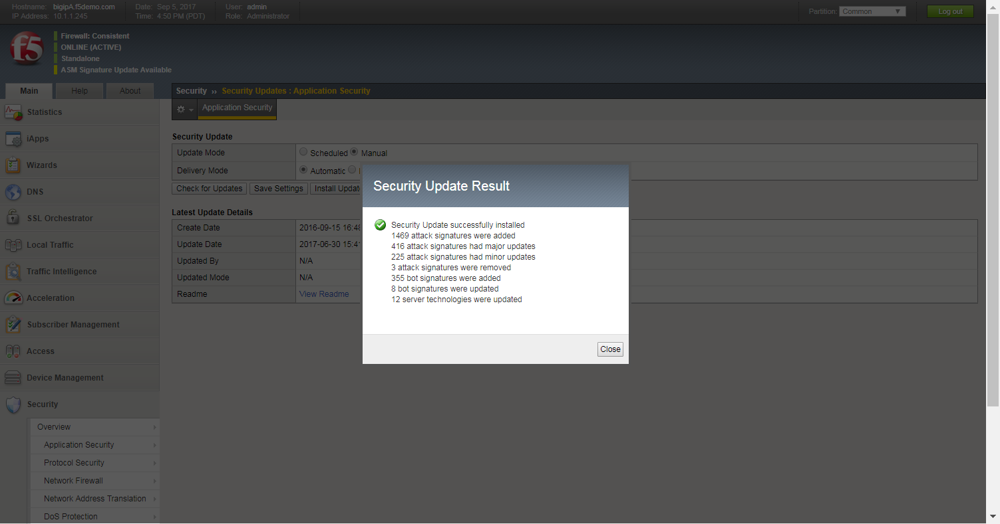 Hostname: bigipA.f5demo.com Date: Sep 5, 2017 User: admin
IP Address: 10.1.1.245 Time: 4:50 PM (PDT) Role: Administrator
Partition: Common Log out
f5
Firewall: Consistent
ONLINE (ACTIVE)
Standalone
ASM Signature Update Available
Main Help About
Security ›› Security Updates : Application Security
Application Security
Statistics
iApps
Wizards
DNS
SSL Orchestrator
Local Traffic
Traffic Intelligence
Acceleration
Subscriber Management
Access
Device Management
Security
Overview
Application Security
Protocol Security
Network Firewall
Network Address Translation
DoS Protection
Security Update
Update Mode Scheduled Manual
Delivery Mode Automatic
Check for Updates Save Settings Install Updat
Latest Update Details
Create Date 2016-09-15 16:48
Update Date 2017-06-30 15:41
Updated By N/A
Updated Mode N/A
Readme View Readme
Security Update Result
Security Update successfully installed
1469 attack signatures were added
416 attack signatures had major updates
225 attack signatures had minor updates
3 attack signatures were removed
355 bot signatures were added
8 bot signatures were updated
12 server technologies were updated
Close